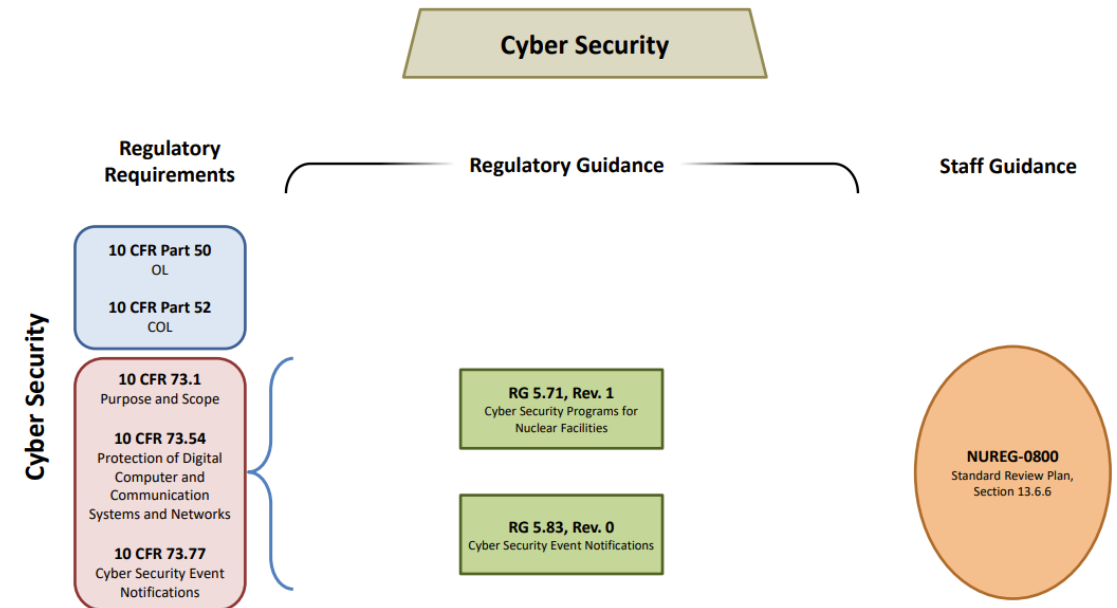 Cyber Security
Regulatory
Requirements
Regulatory Guidance
Staff Guidance
Cyber Security
10 CFR Part 50
OL
10 CFR Part 52
COL
10 CFR 73.1
Purpose and Scope
10 CFR 73.54
Protection of Digital
Computer and
Communication
Systems and Networks
10 CFR 73.77
Cyber Security Event
Notifications
RG 5.71, Rev. 1
Cyber Security Programs for
Nuclear Facilities
RG 5.83, Rev. 0
Cyber Security Event Notifications
NUREG-0800
Standard Review Plan,
Section 13.6.6